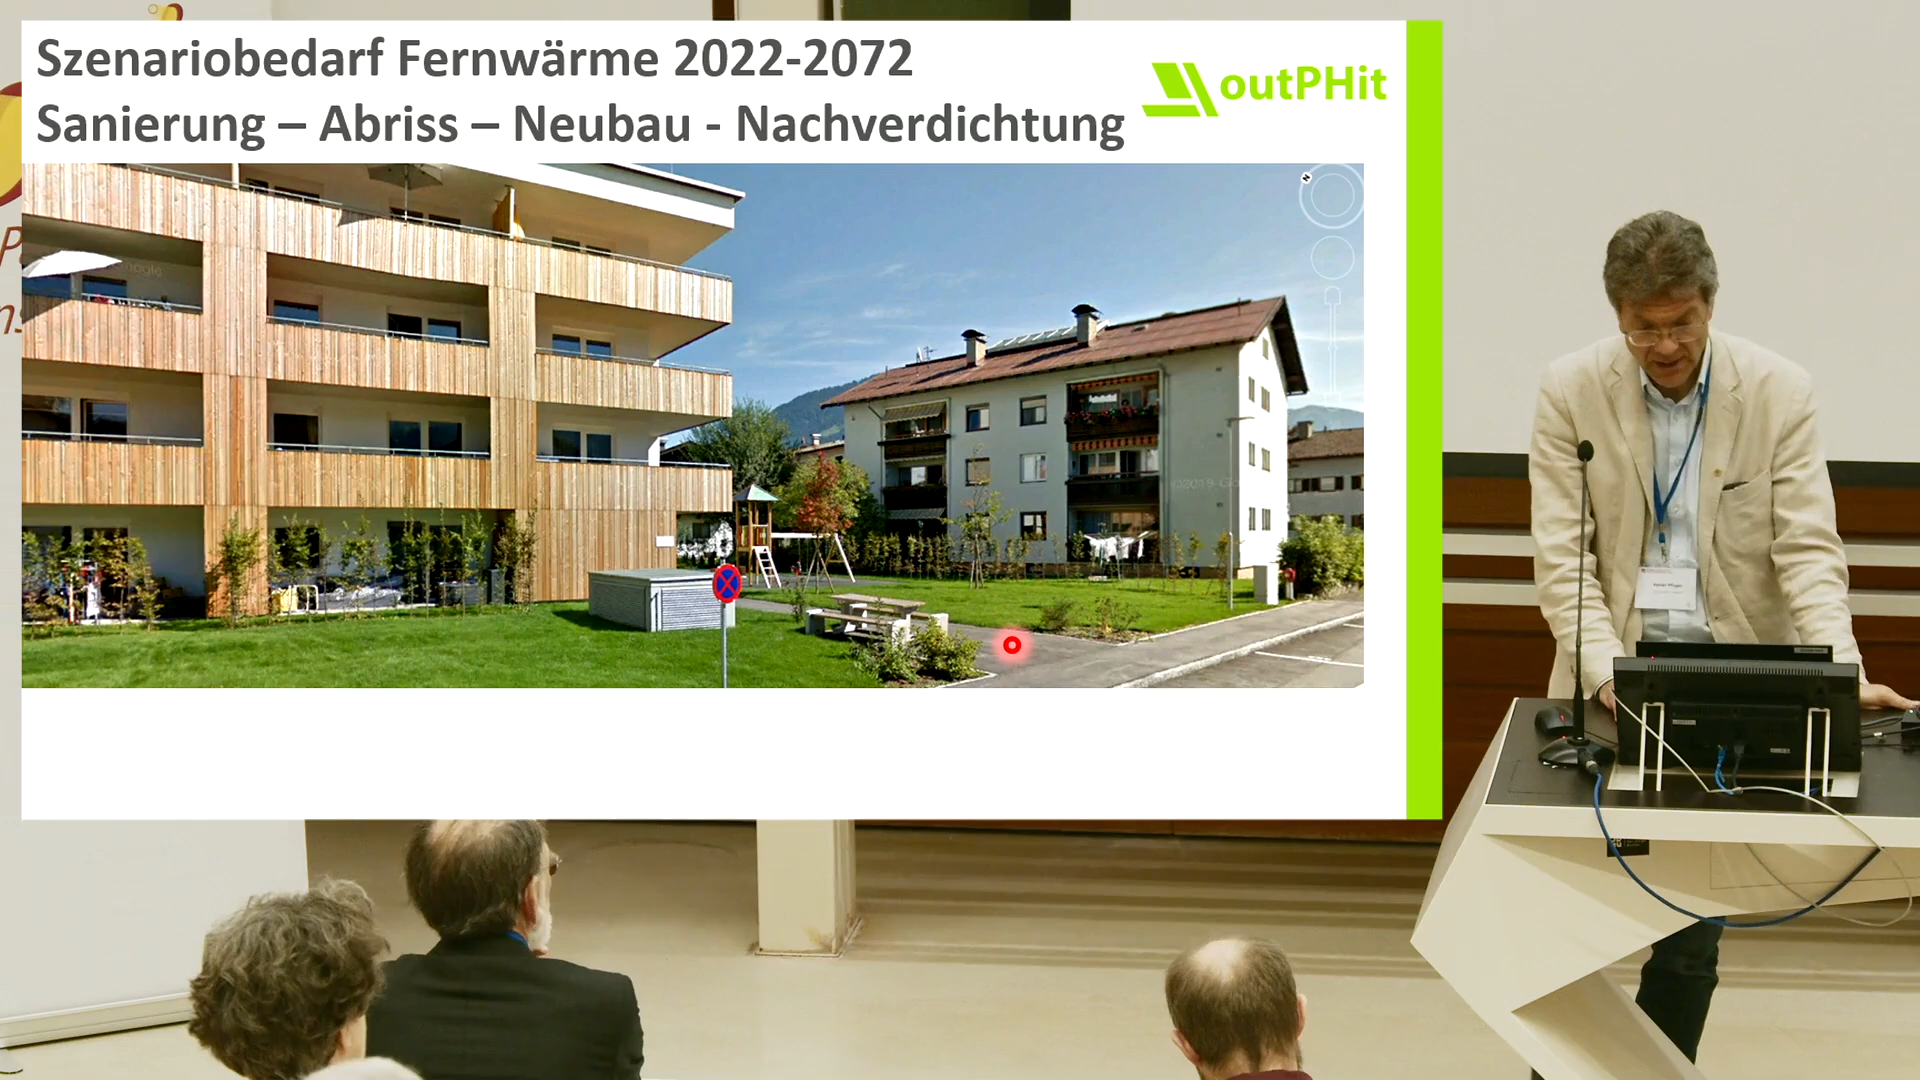 Szenariobedarf Fernwärme 2022-2072
Sanierung – Abriss – Neubau - Nachverdichtung
outPHit
N